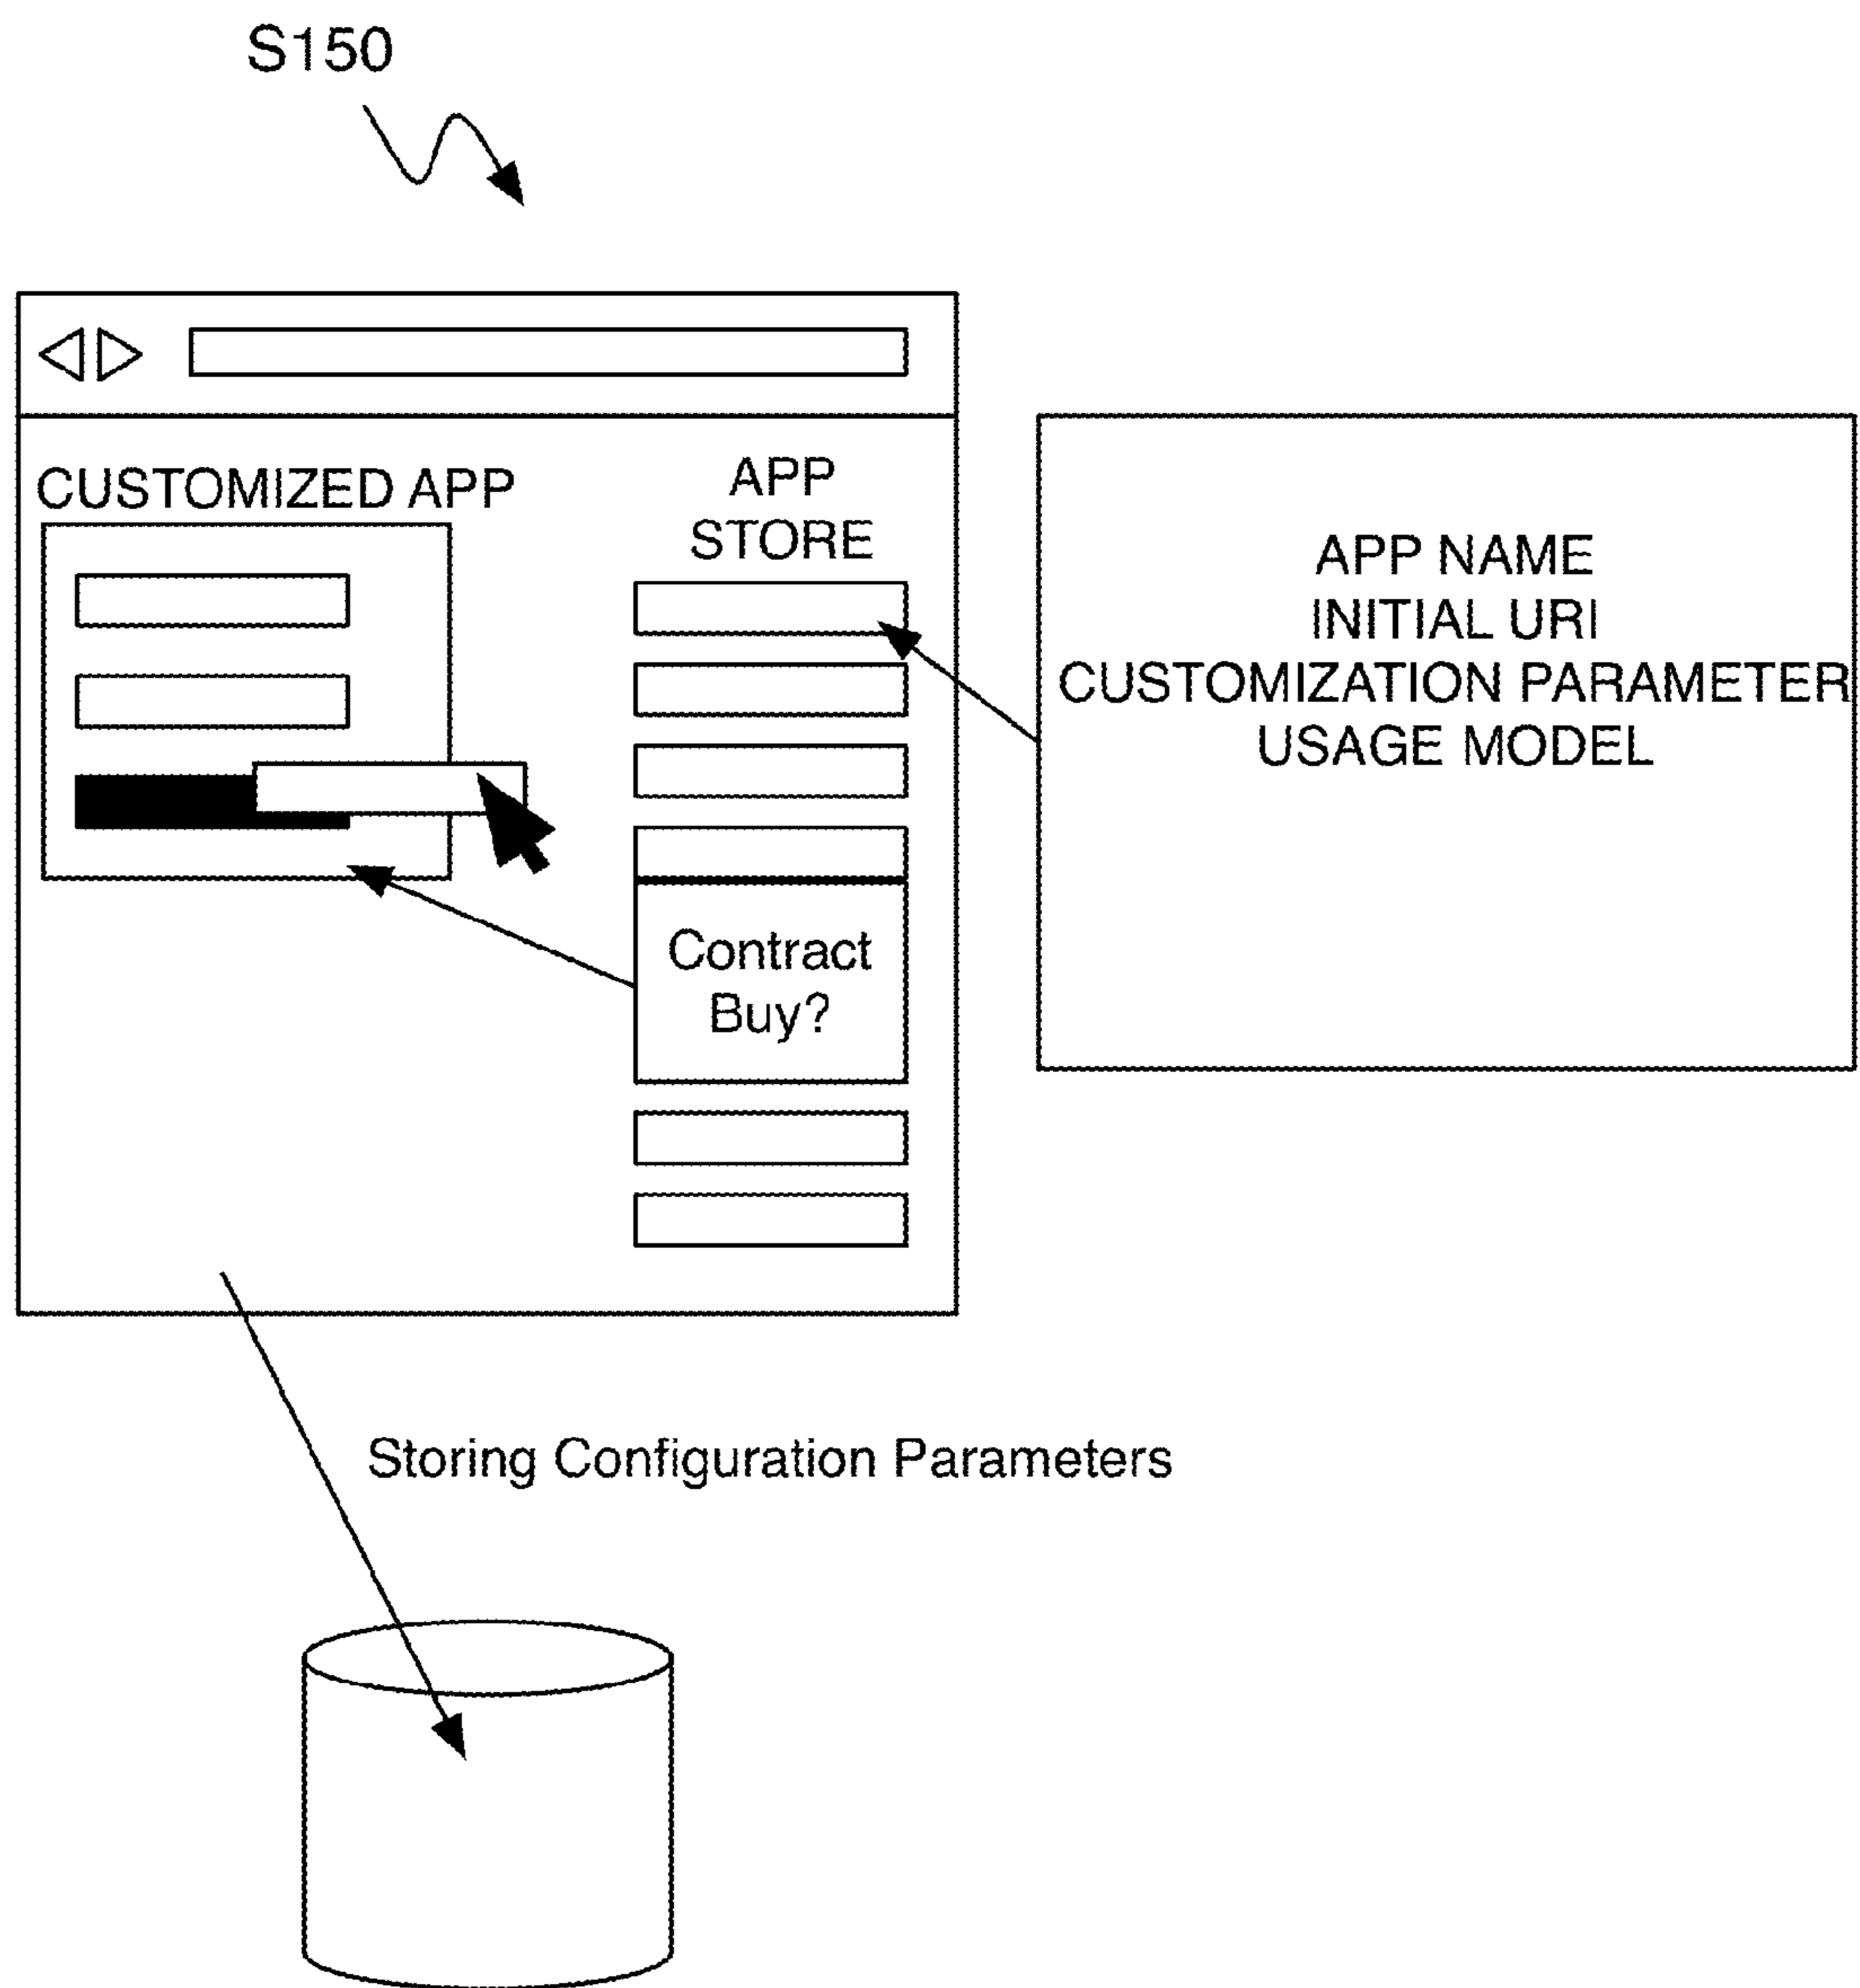 S150
CUSTOMIZED APP
APP
STORE
APP NAME
INITIAL URI
CUSTOMIZATION PARAMETER
USAGE MODEL
Contract
Buy?
Storing Configuration Parameters